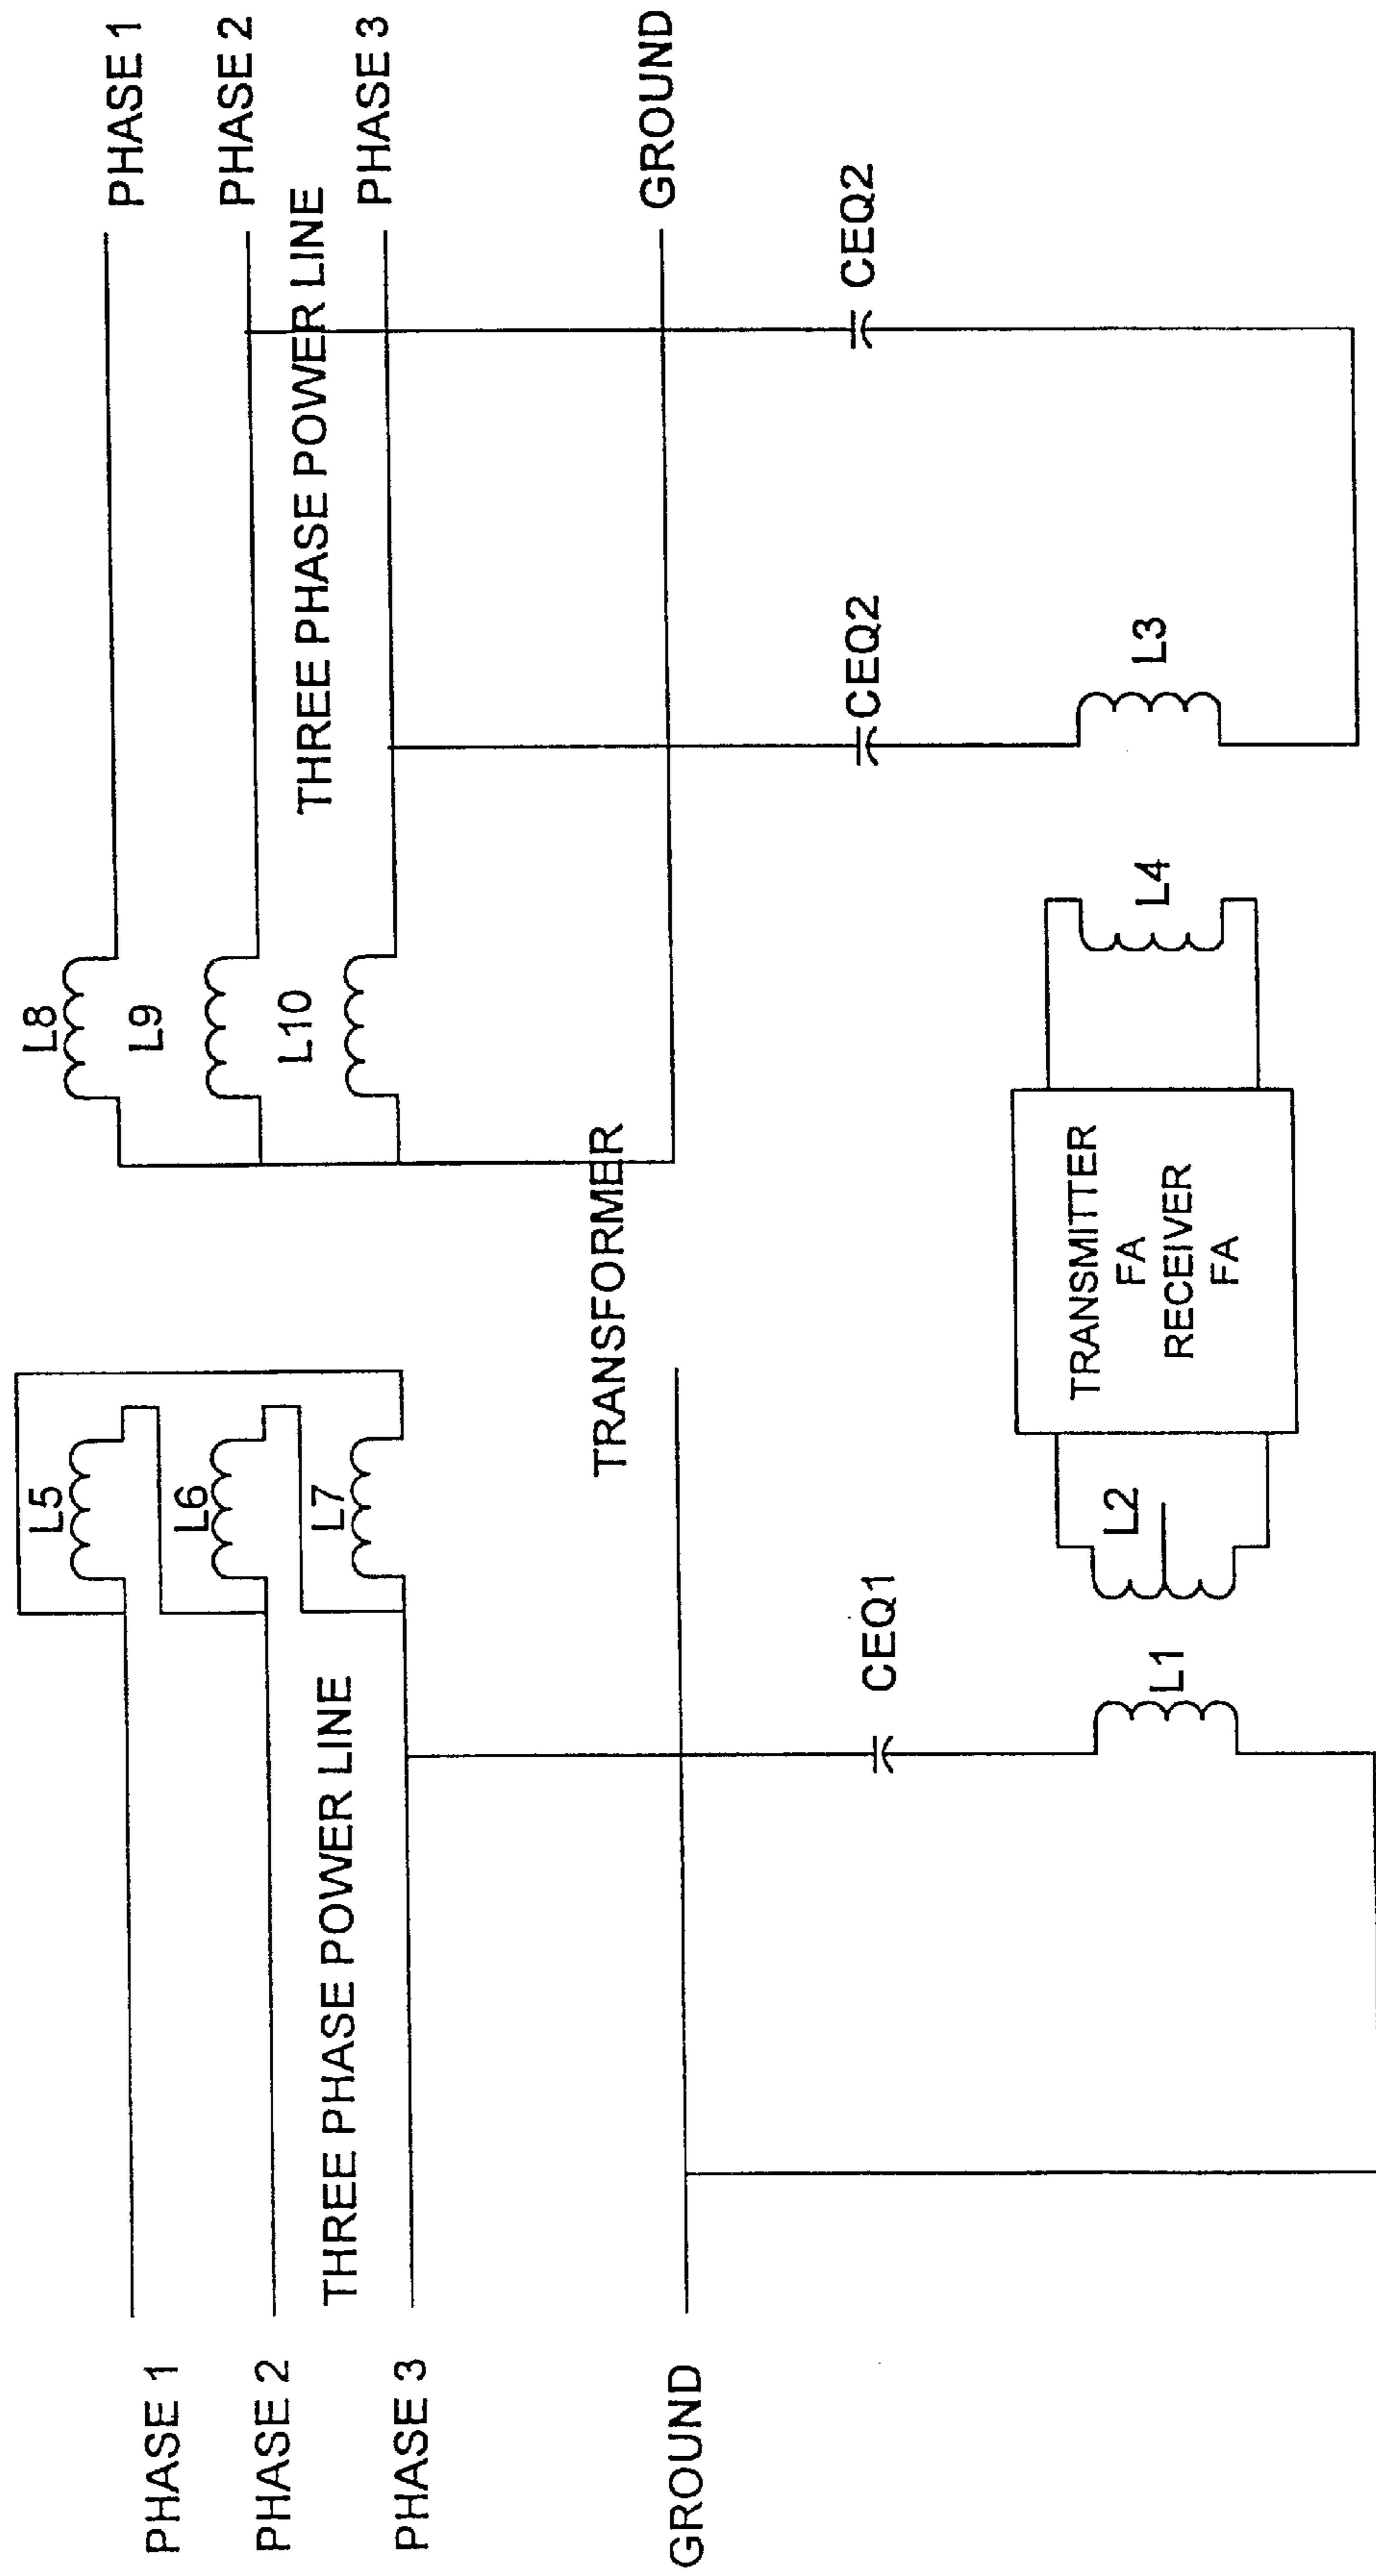 PHASE 1
PHASE 2
PHASE 3
GROUND
THREE PHASE POWER LINE
L5
L6
L7
TRANSFORMER
L8
L9
L10
THREE PHASE POWER LINE
PHASE 1
PHASE 2
PHASE 3
GROUND
CEQ1
L1
L2
TRANSMITTER
FA
RECEIVER
FA
L4
L3
CEQ2
CEQ2